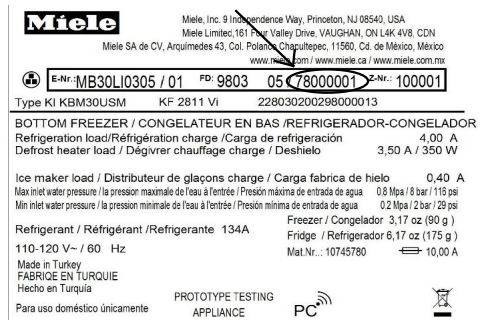 Miele
Miele, Inc. 9 Independence Way, Princeton, NJ 08540, USA
Miele Limited,161 Four Valley Drive, VAUGHAN, ON L4K 4V8, CDN
Miele SA de CV, Arquímedes 43, Col. Polanco Chapultepec, 11560, Cd. de México, México
www.miele.com / www.miele.ca / www.miele.com.mx
E-Nr.: MB30LI0305 / 01 FD: 9803 05 78000001 Z-Nr.: 100001
Type KI KBM30USM KF 2811 Vi 228030200298000013
BOTTOM FREEZER / CONGELATEUR EN BAS /REFRIGERADOR-CONGELADOR
Refrigeration load/Réfrigération charge /Carga de refrigeración 4,00 A
Defrost heater load / Dégivrer chauffage charge / Deshielo 3,50 A / 350 W
Ice maker load / Distributeur de glaçons charge / Carga fabrica de hielo 0,40 A
Max inlet water pressure / la pression maximale de l'eau à l'entrée / Presión máxima de entrada de agua 0.8 Mpa / 8 bar / 116 psi
Min inlet water pressure / la pression minimale de l'eau à l'entrée / Presión mínima de entrada de agua 0.2 Mpa / 2 bar / 29 psi
Freezer / Congelador 3,17 oz (90 g )
Refrigerant / Réfrigérant /Refrigerante 134A
Fridge / Refrigerador 6,17 oz (175 g )
110-120 V~ / 60 Hz
Mat.Nr..: 10745780 10,00 A
Made in Turkey
FABRIQE EN TURQUIE
Hecho en Turquía
Para uso doméstico únicamente
PROTOTYPE TESTING
APPLIANCE
PC